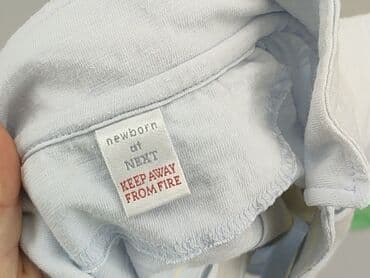 newborn
at
NEXT
KEEP AWAY
FROM FIRE